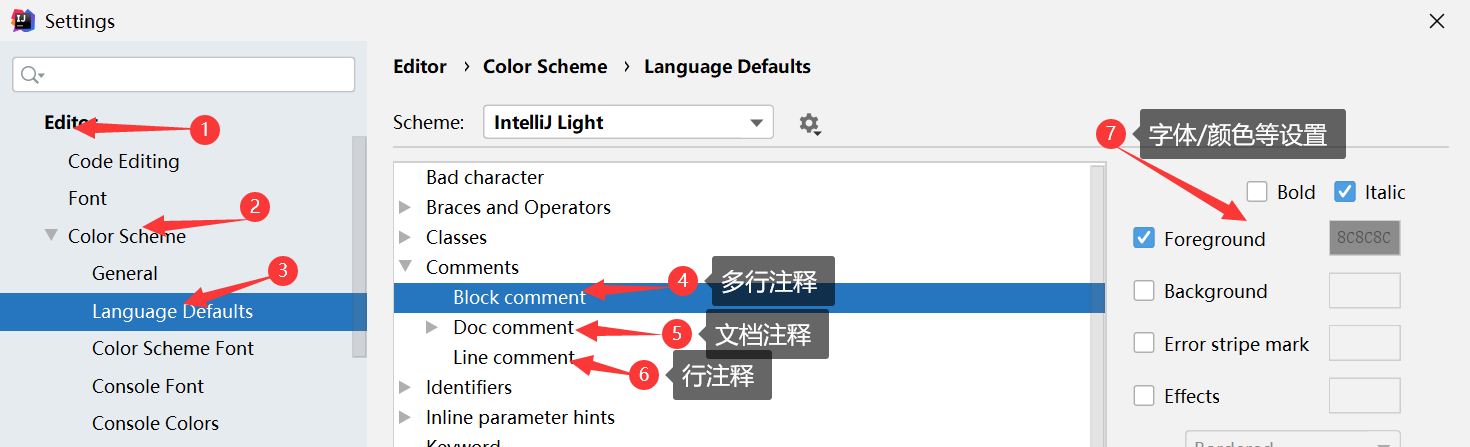 Settings
Editor › Color Scheme › Language Defaults
Editor
1
Code Editing
Font
2
Color Scheme
General
3
Language Defaults
Color Scheme Font
Console Font
Console Colors
Scheme: IntelliJ Light
Bad character
Braces and Operators
Classes
Comments
Block comment
4 多行注释
Doc comment
5 文档注释
Line comment
6 行注释
Identifiers
Inline parameter hints
Keyword
7 字体/颜色等设置
Bold Italic
Foreground 8C8C8C
Background
Error stripe mark
Effects
Bordered